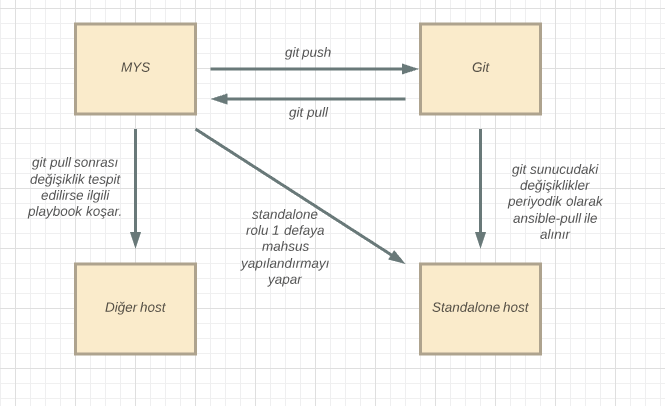 MYS
git push
Git
git pull
git pull sonrası
değişiklik tespit
edilirse ilgili
playbook koşar.
standalone
rolu 1 defaya
mahsus
yapılandırmayı
yapar
git sunucudaki
değişiklikler
periyodik olarak
ansible-pull ile
alınır
Diğer host
Standalone host